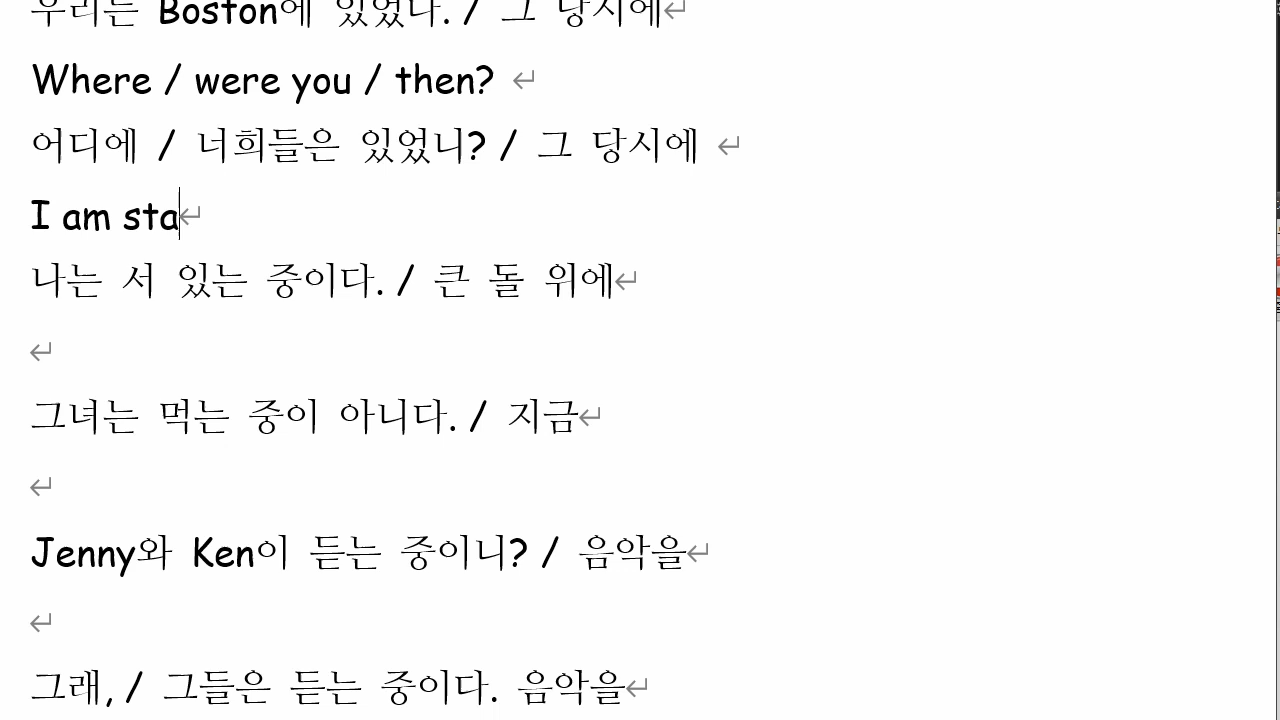 우리는 Boston에 있었다. / 그 당시에
Where / were you / then?
어디에 / 너희들은 있었니? / 그 당시에
I am sta
나는 서 있는 중이다. / 큰 돌 위에
그녀는 먹는 중이 아니다. / 지금
Jenny와 Ken이 듣는 중이니? / 음악을
그래, / 그들은 듣는 중이다. 음악을